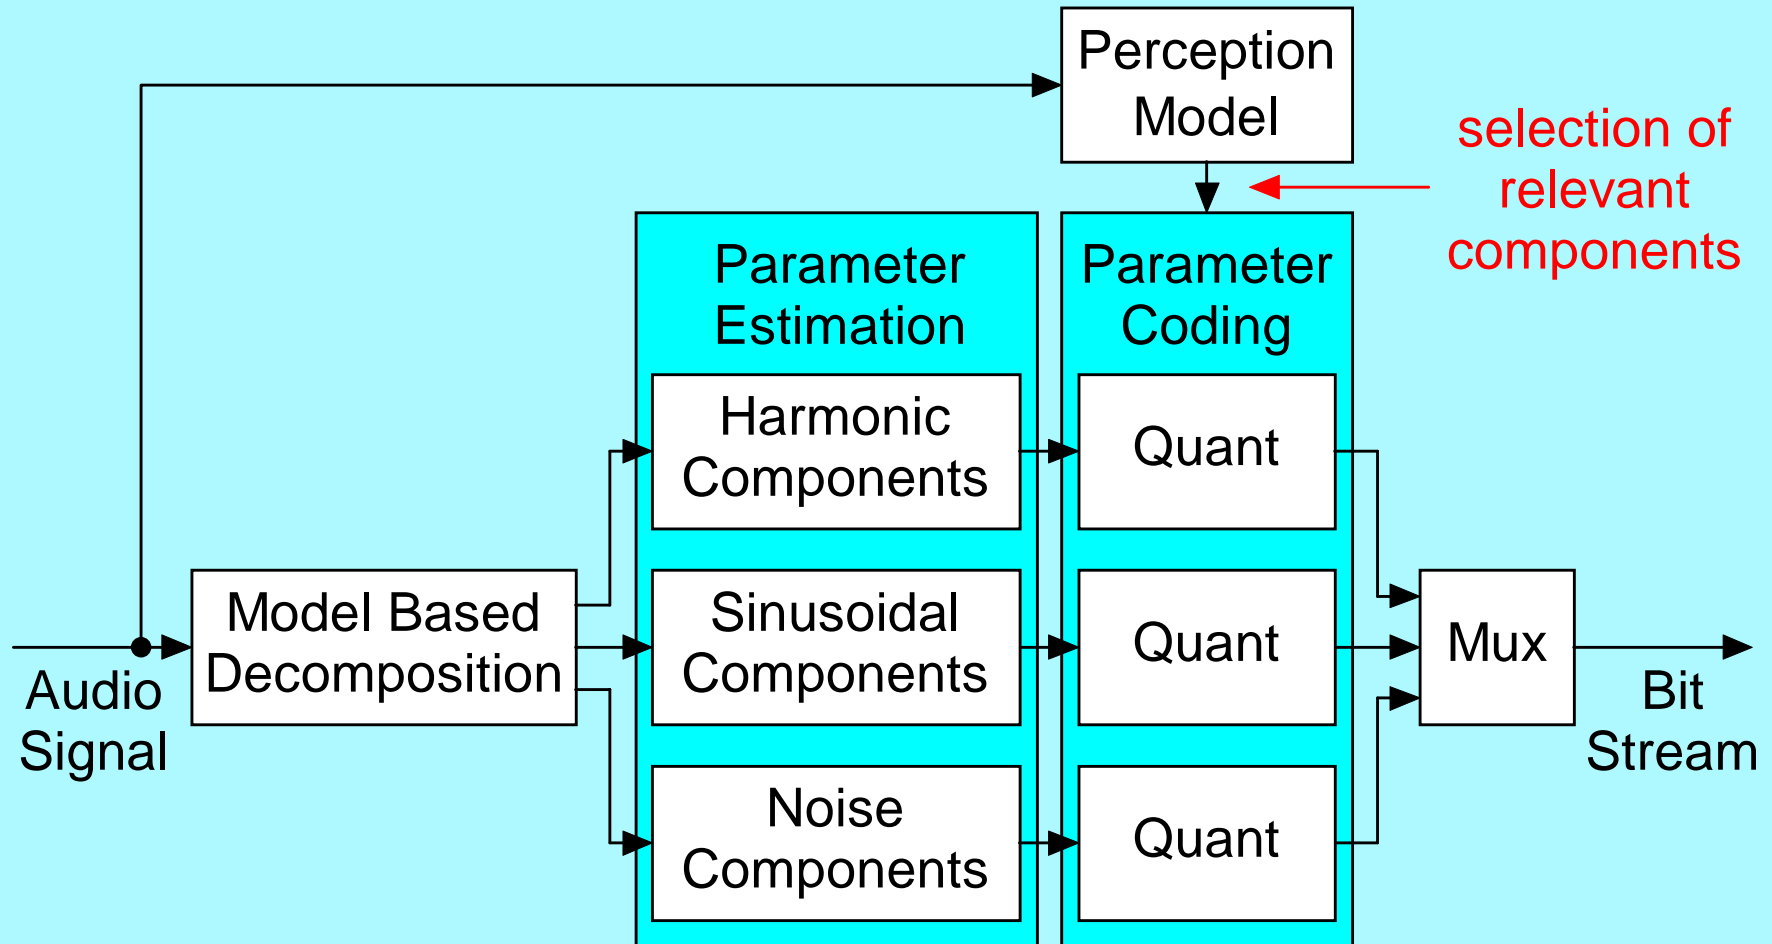 Perception
Model
selection of
relevant
components
Parameter
Estimation
Parameter
Coding
Harmonic
Components
Quant
Model Based
Decomposition
Sinusoidal
Components
Quant
Mux
Audio
Signal
Bit
Stream
Noise
Components
Quant